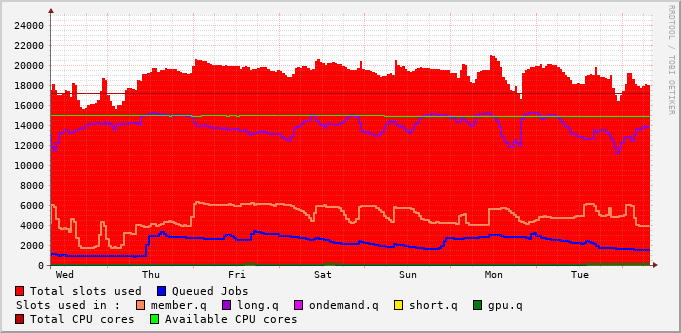 24000
22000
20000
18000
16000
14000
12000
10000
8000
6000
4000
2000
0
Wed Thu Fri Sat Sun Mon Tue
RRDTOOL / TOBI OETIKER
Total slots used Queued Jobs
Slots used in : member.q long.q ondemand.q short.q gpu.q
Total CPU cores Available CPU cores